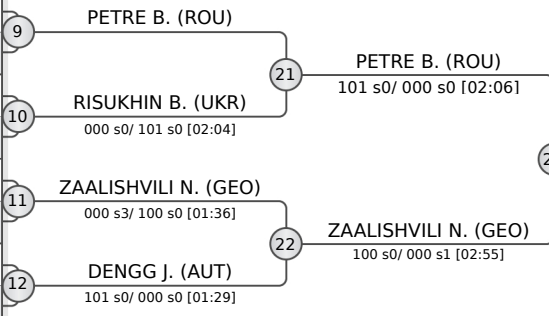 9
PETRE B. (ROU)
21
PETRE B. (ROU)
101 s0/ 000 s0 [02:06]
10
RISUKHIN B. (UKR)
000 s0/ 101 s0 [02:04]
11
ZAALISHVILI N. (GEO)
000 s3/ 100 s0 [01:36]
22
ZAALISHVILI N. (GEO)
100 s0/ 000 s1 [02:55]
12
DENGG J. (AUT)
101 s0/ 000 s0 [01:29]